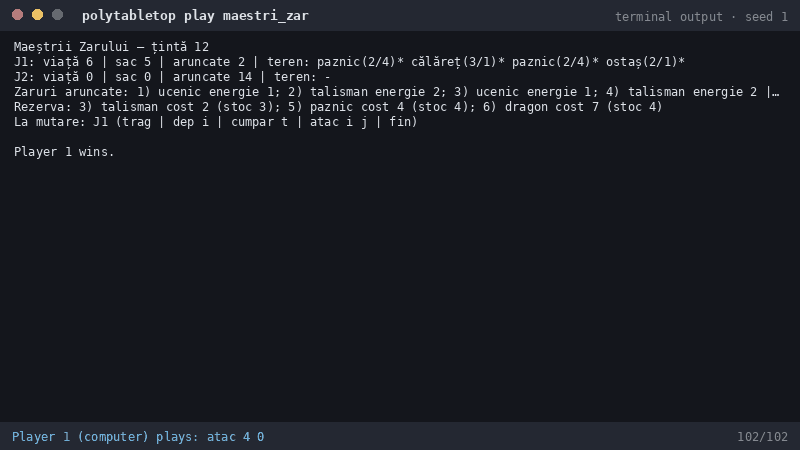 polytabletop play maestri_zar
terminal output · seed 1
Maeștrii Zarului — țintă 12
J1: viață 6 | sac 5 | aruncate 2 | teren: paznic(2/4)* călăreț(3/1)* paznic(2/4)* ostaș(2/1)*
J2: viață 0 | sac 0 | aruncate 14 | teren: -
Zaruri aruncate: 1) ucenic energie 1; 2) talisman energie 2; 3) ucenic energie 1; 4) talisman energie 2 |…
Rezerva: 3) talisman cost 2 (stoc 3); 5) paznic cost 4 (stoc 4); 6) dragon cost 7 (stoc 4)
La mutare: J1 (trag | dep i | cumpar t | atac i j | fin)
Player 1 wins.
Player 1 (computer) plays: atac 4 0
102/102